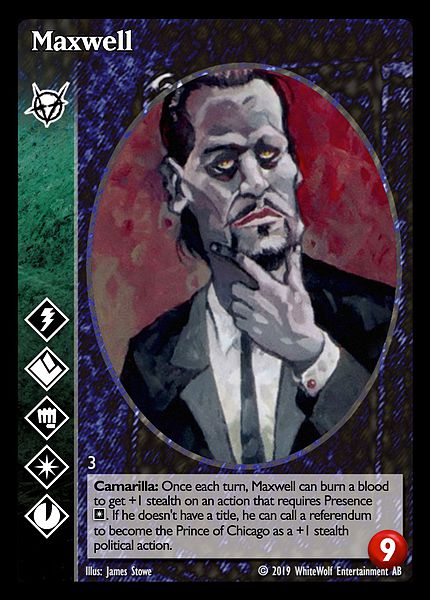 Maxwell
3
Camarilla: Once each turn, Maxwell can burn a blood
to get +1 stealth on an action that requires Presence
. If he doesn't have a title, he can call a referendum
to become the Prince of Chicago as a +1 stealth
political action.
9
Illus: James Stowe © 2019 WhiteWolf Entertainment AB